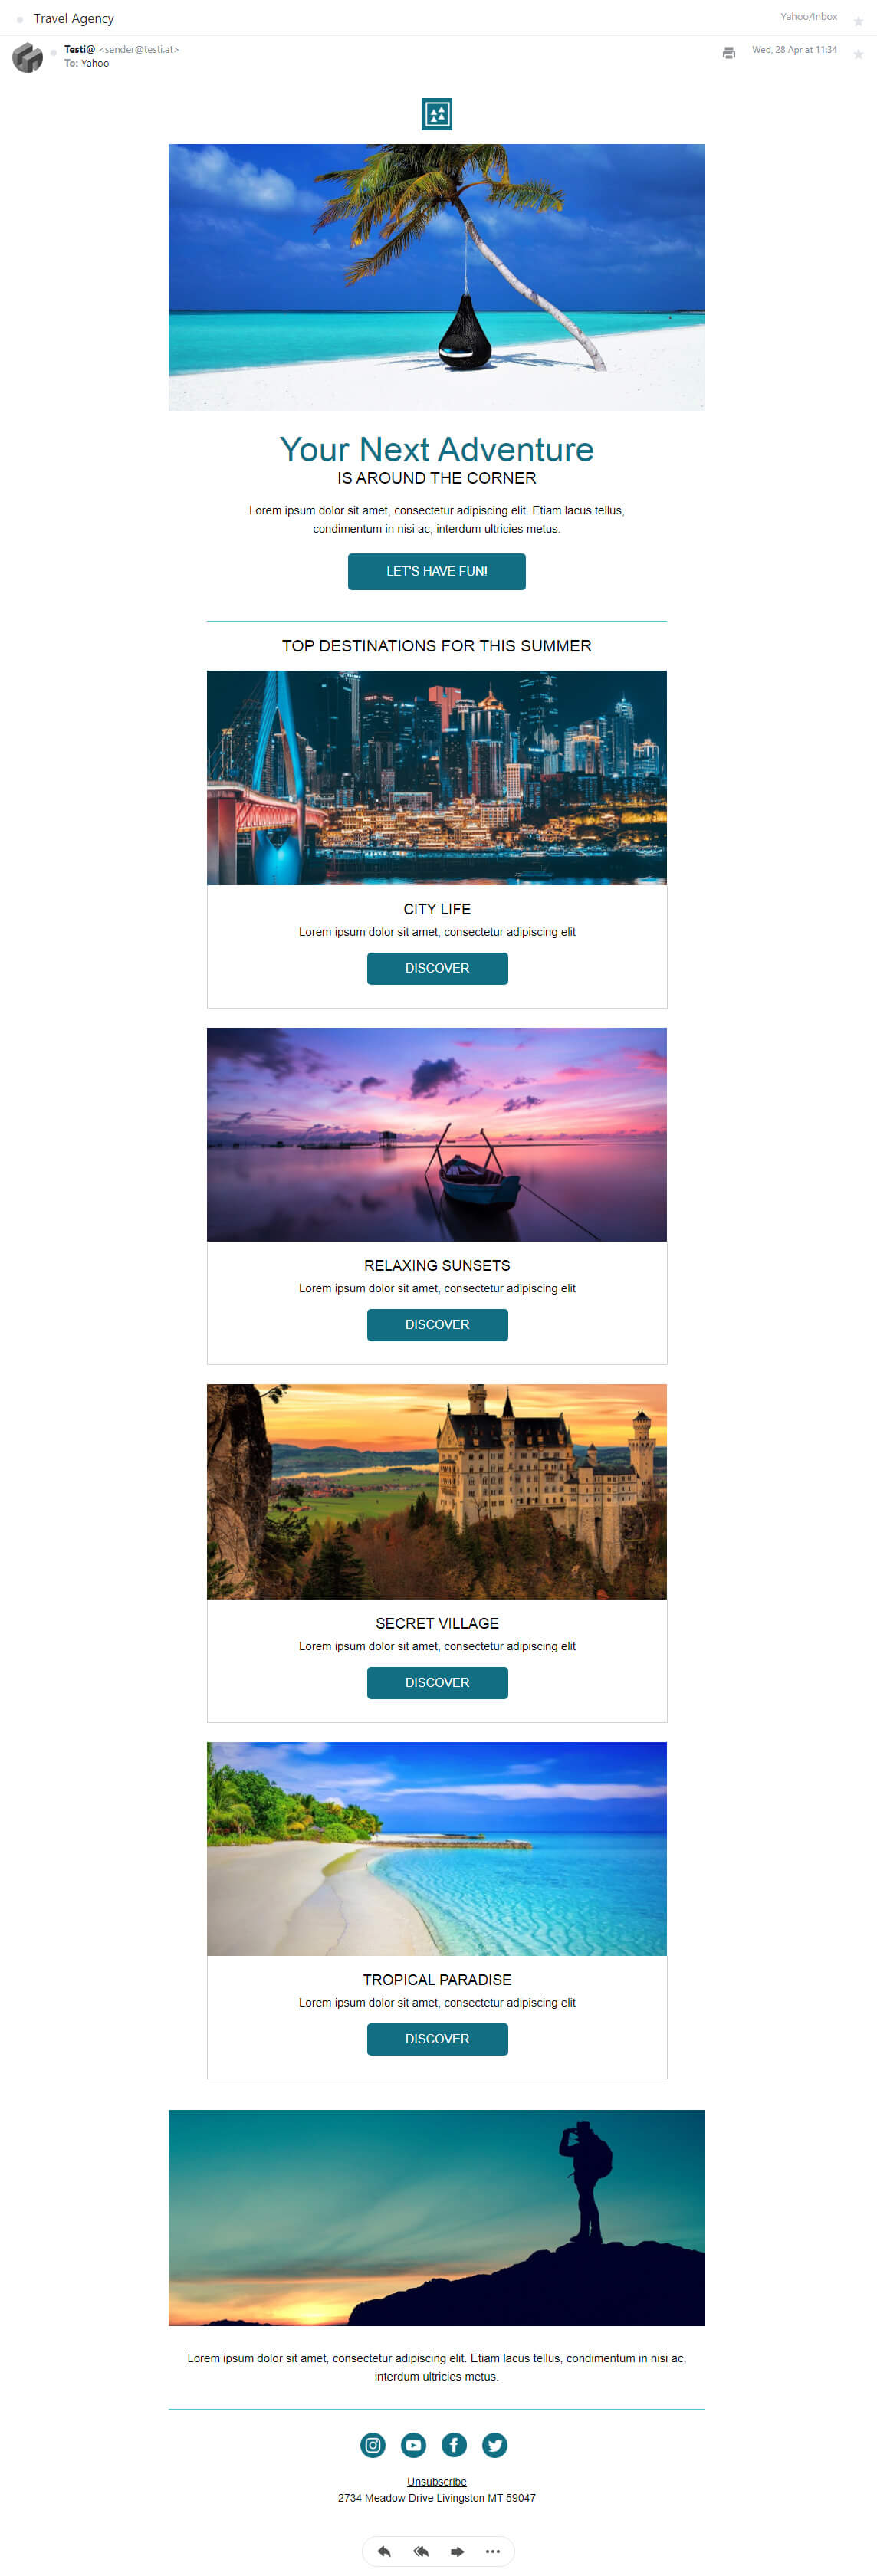 Travel Agency
Yahoo/Inbox
Testi@ <sender@testi.at>
Wed, 28 Apr at 11:34
To: Yahoo
Your Next Adventure
IS AROUND THE CORNER
Lorem ipsum dolor sit amet, consectetur adipiscing elit. Etiam lacus tellus,
condimentum in nisi ac, interdum ultricies metus.
LET'S HAVE FUN!
TOP DESTINATIONS FOR THIS SUMMER
CITY LIFE
Lorem ipsum dolor sit amet, consectetur adipiscing elit
DISCOVER
RELAXING SUNSETS
Lorem ipsum dolor sit amet, consectetur adipiscing elit
DISCOVER
SECRET VILLAGE
Lorem ipsum dolor sit amet, consectetur adipiscing elit
DISCOVER
TROPICAL PARADISE
Lorem ipsum dolor sit amet, consectetur adipiscing elit
DISCOVER
Lorem ipsum dolor sit amet, consectetur adipiscing elit. Etiam lacus tellus, condimentum in nisi ac,
interdum ultricies metus.
Unsubscribe
2734 Meadow Drive Livingston MT 59047